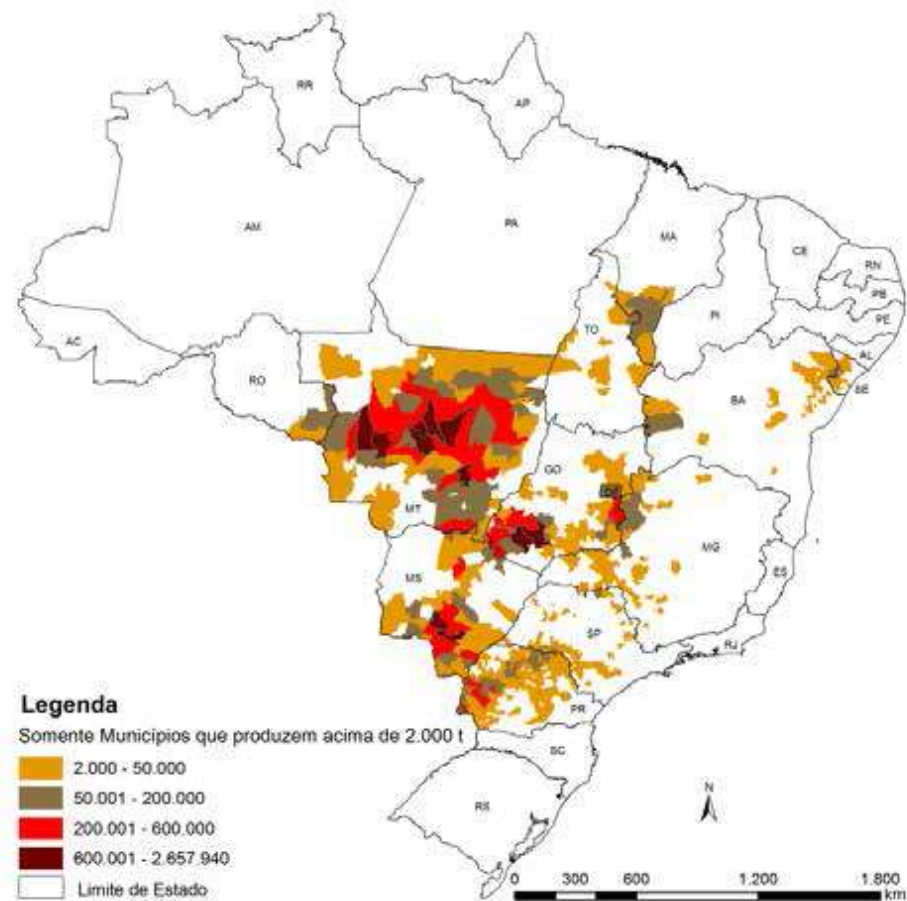 RR
AP
AM
PA
MA
CE
RN
PB
PE
PI
AL
SE
AC
TO
RO
BA
GO
DF
MT
MG
MS
ES
SP
RJ
PR
SC
RS
N
Legenda
Somente Municípios que produzem acima de 2.000 t
2.000 - 50.000
50.001 - 200.000
200.001 - 600.000
600.001 - 2.657.940
Limite de Estado
0 300 600 1.200 1.800
km